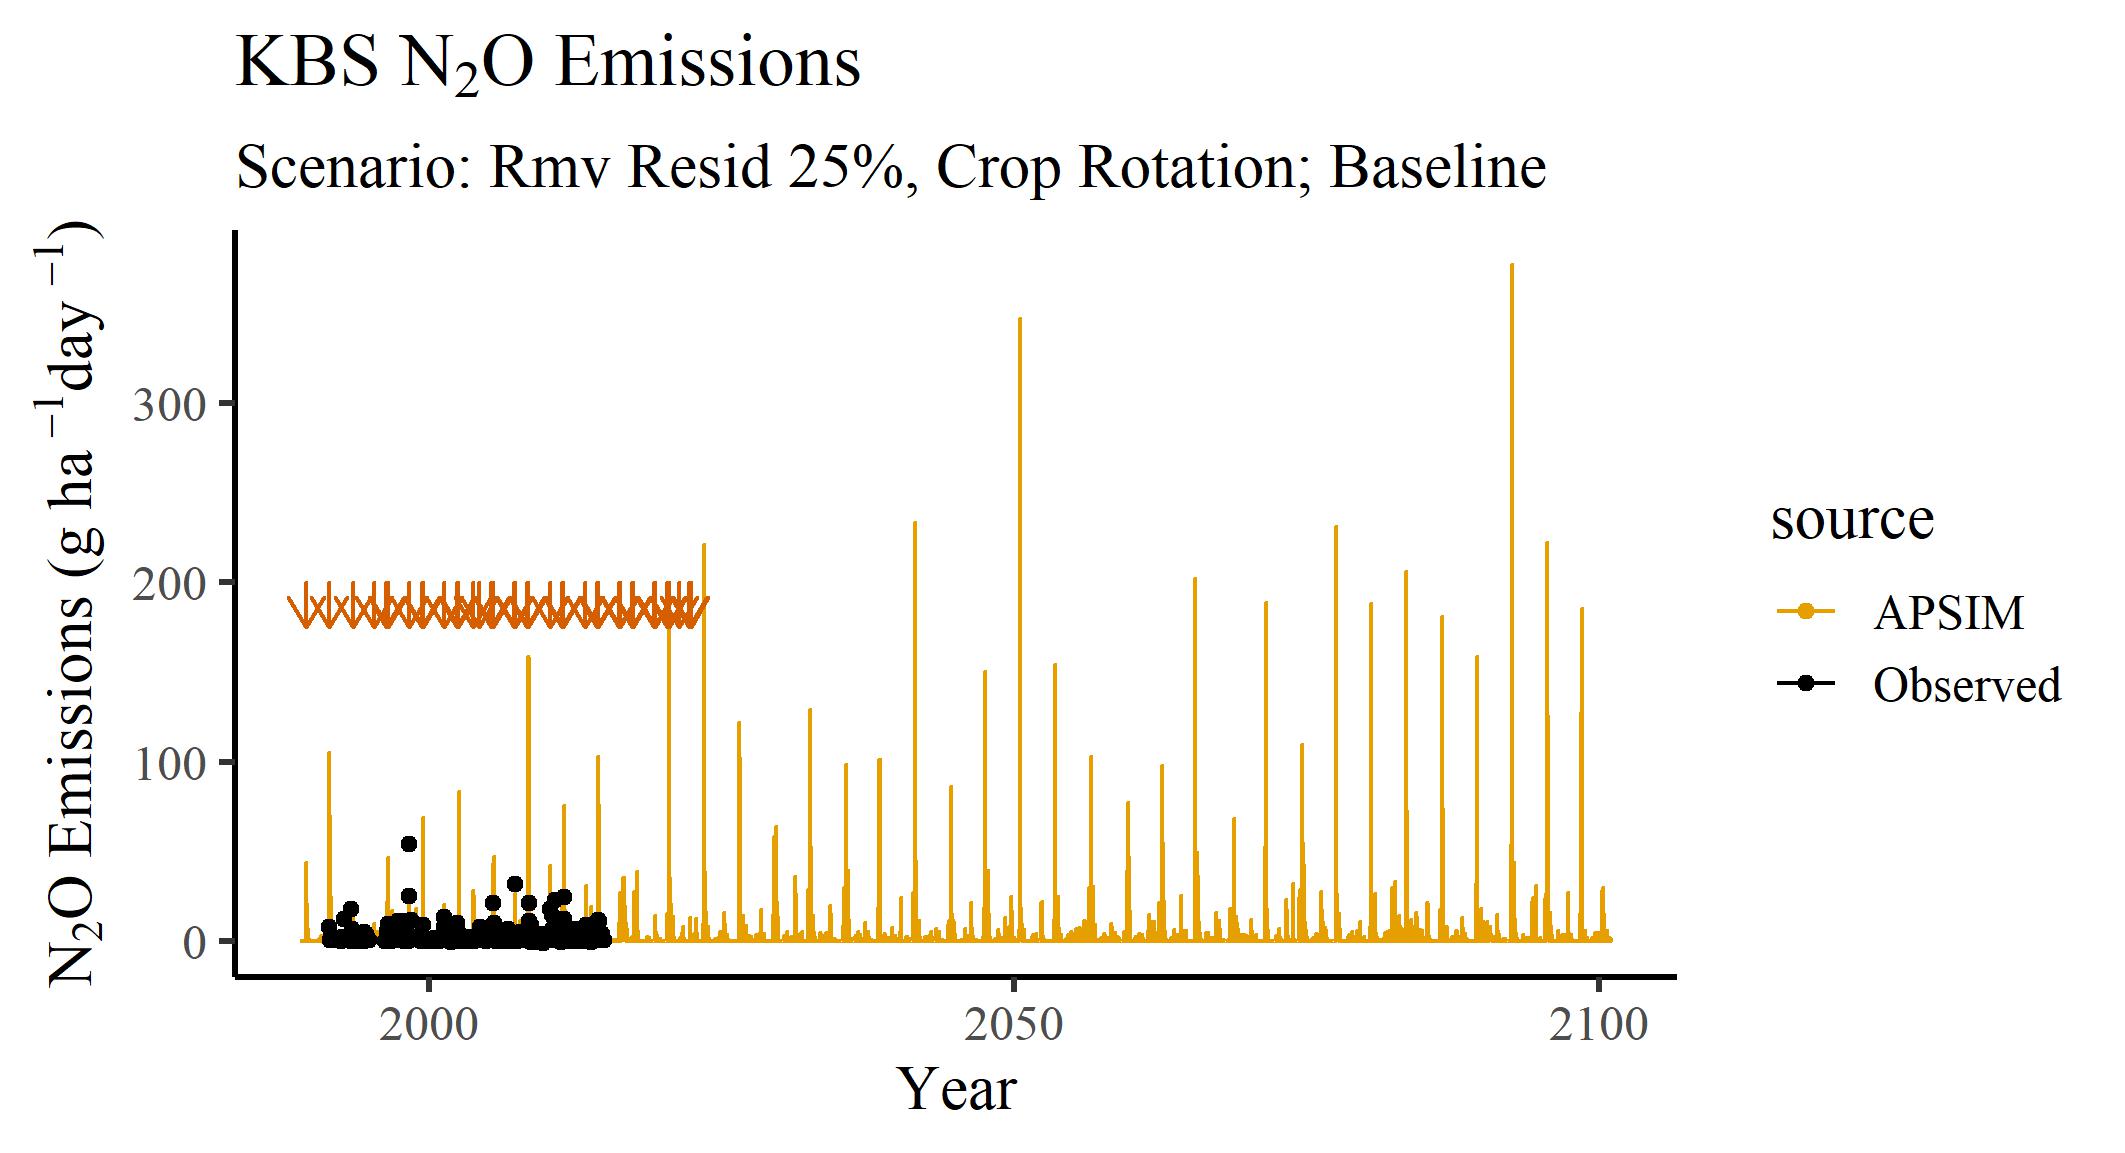 KBS N₂O Emissions
Scenario: Rmv Resid 25%, Crop Rotation; Baseline
N₂O Emissions (g ha ⁻¹day ⁻¹)
300
200
100
0
2000
2050
2100
Year
source
APSIM
Observed